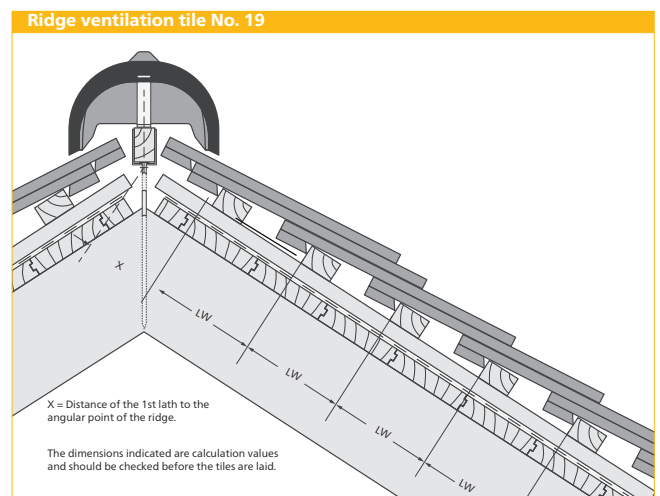 Ridge ventilation tile No. 19
X
LW
LW
LW
LW
X = Distance of the 1st lath to the
angular point of the ridge.
The dimensions indicated are calculation values
and should be checked before the tiles are laid.